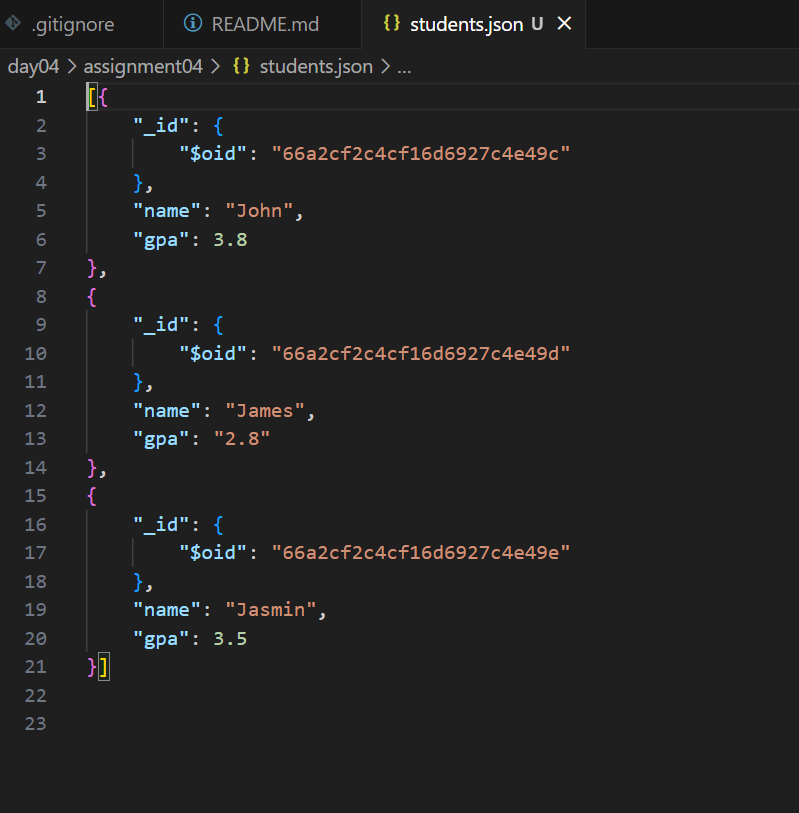 .gitignore README.md students.json U
day04 > assignment04 > {} students.json > ...
1 [{
2     "_id": {
3         "$oid": "66a2cf2c4cf16d6927c4e49c"
4     },
5     "name": "John",
6     "gpa": 3.8
7 },
8 {
9     "_id": {
10         "$oid": "66a2cf2c4cf16d6927c4e49d"
11     },
12     "name": "James",
13     "gpa": "2.8"
14 },
15 {
16     "_id": {
17         "$oid": "66a2cf2c4cf16d6927c4e49e"
18     },
19     "name": "Jasmin",
20     "gpa": 3.5
21 }]
22
23